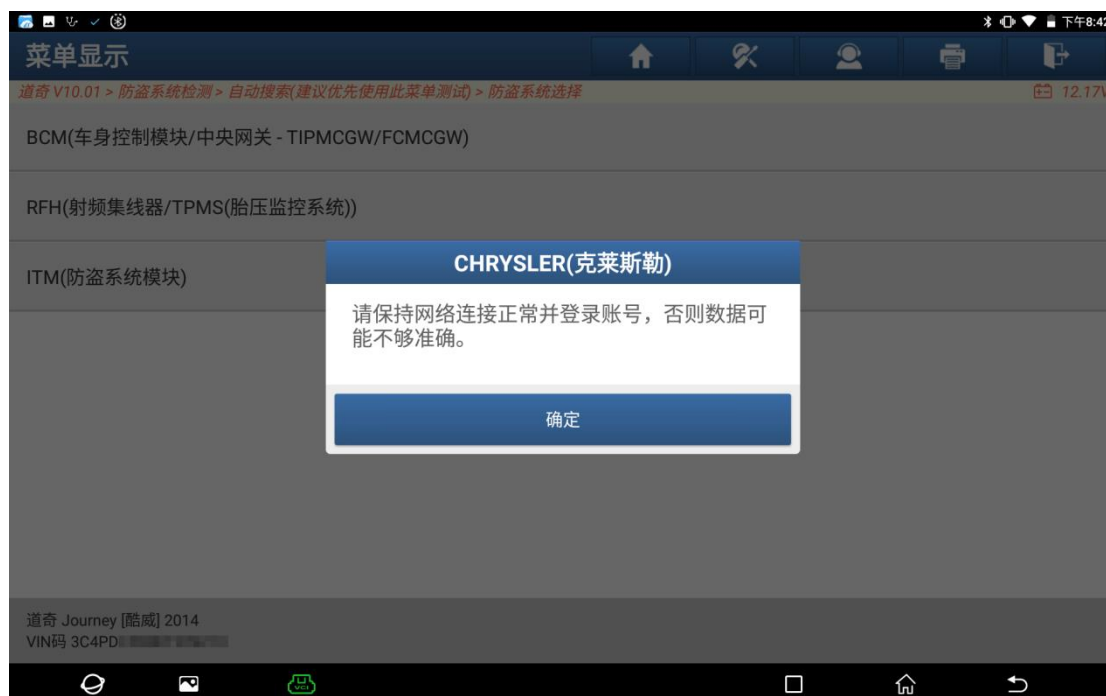 下午8:42
菜单显示
道奇 V10.01 > 防盗系统检测 > 自动搜索(建议优先使用此菜单测试) > 防盗系统选择
12.17V
BCM(车身控制模块/中央网关 - TIPMCGW/FCMCGW)
RFH(射频集线器/TPMS(胎压监控系统))
ITM(防盗系统模块)
CHRYSLER(克莱斯勒)
请保持网络连接正常并登录账号，否则数据可
能不够准确。
确定
道奇 Journey [酷威] 2014
VIN码 3C4PD
VCI